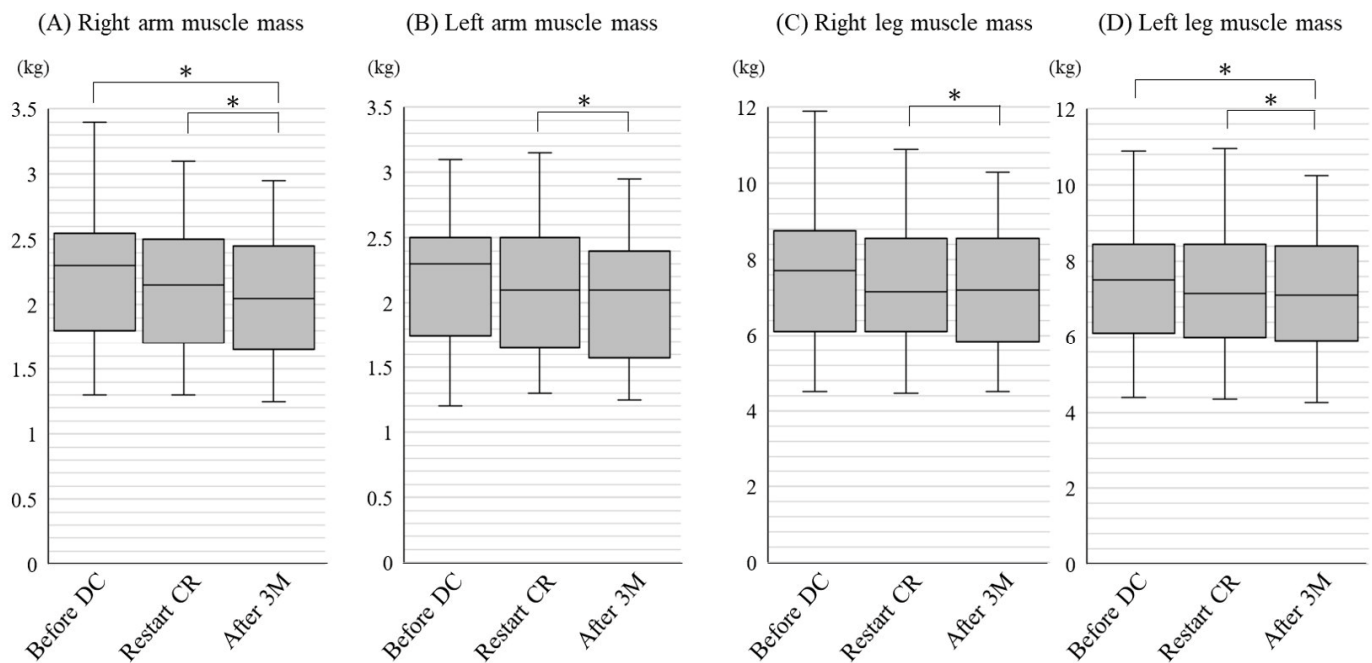 (A) Right arm muscle mass
(kg)
*
*
3.5
3
2.5
2
1.5
1
0.5
0
Before DC
Restart CR
After 3M
(B) Left arm muscle mass
(kg)
*
3.5
3
2.5
2
1.5
1
0.5
0
Before DC
Restart CR
After 3M
(C) Right leg muscle mass
(kg)
*
12
10
8
6
4
2
0
Before DC
Restart CR
After 3M
(D) Left leg muscle mass
(kg)
*
*
12
10
8
6
4
2
0
Before DC
Restart CR
After 3M